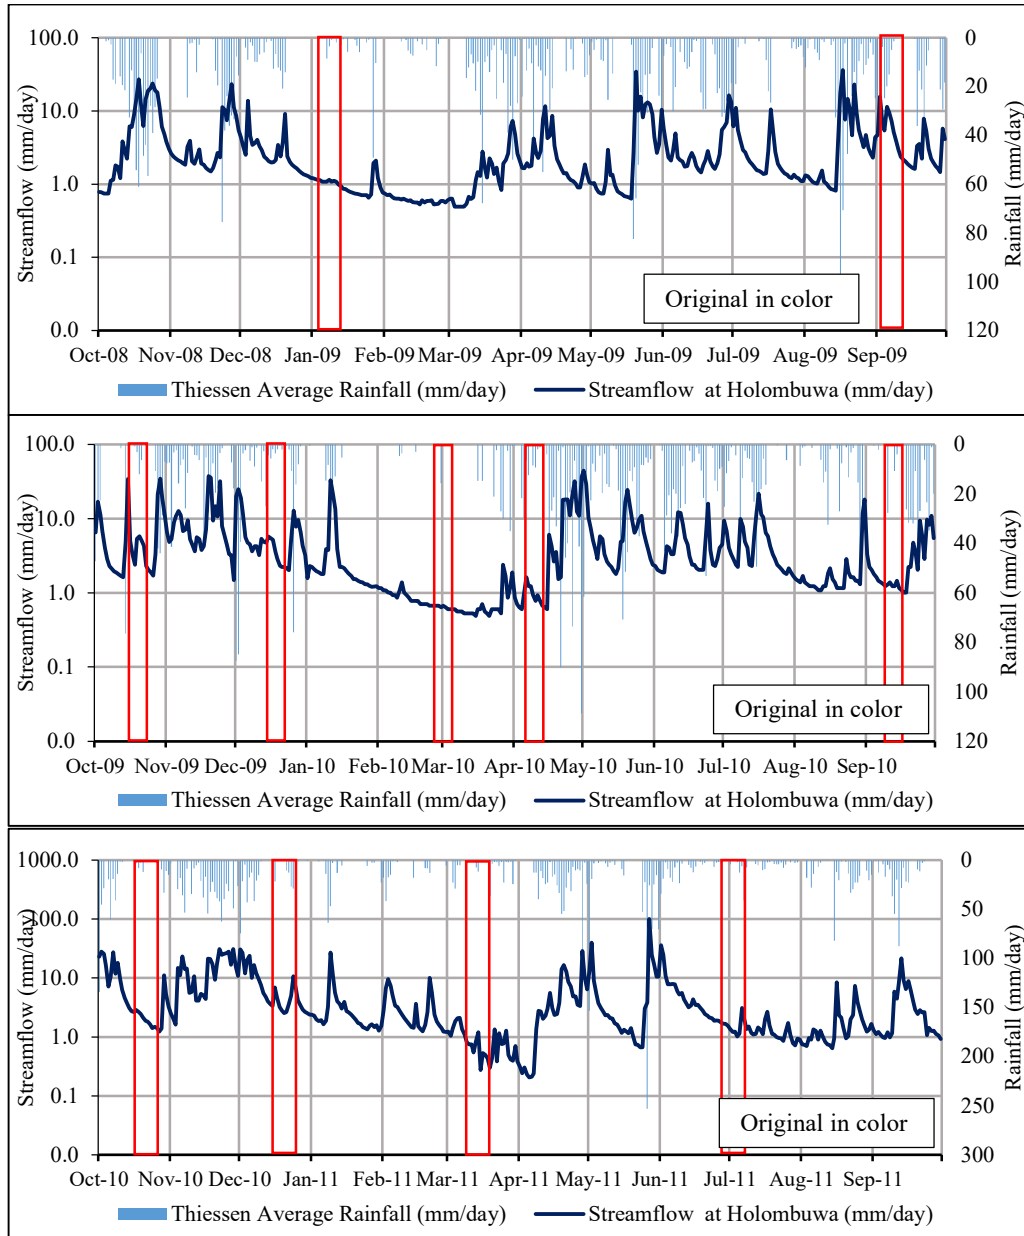 100.0
10.0
1.0
0.1
0.0
Streamflow (mm/day)
0
20
40
60
80
100
120
Rainfall (mm/day)
Original in color
Oct-08 Nov-08 Dec-08 Jan-09 Feb-09 Mar-09 Apr-09 May-09 Jun-09 Jul-09 Aug-09 Sep-09
Thiessen Average Rainfall (mm/day) Streamflow at Holombuwa (mm/day)
100.0
10.0
1.0
0.1
0.0
Streamflow (mm/day)
0
20
40
60
80
100
120
Rainfall (mm/day)
Original in color
Oct-09 Nov-09 Dec-09 Jan-10 Feb-10 Mar-10 Apr-10 May-10 Jun-10 Jul-10 Aug-10 Sep-10
Thiessen Average Rainfall (mm/day) Streamflow at Holombuwa (mm/day)
1000.0
100.0
10.0
1.0
0.1
0.0
Streamflow (mm/day)
0
50
100
150
200
250
300
Rainfall (mm/day)
Original in color
Oct-10 Nov-10 Dec-10 Jan-11 Feb-11 Mar-11 Apr-11 May-11 Jun-11 Jul-11 Aug-11 Sep-11
Thiessen Average Rainfall (mm/day) Streamflow at Holombuwa (mm/day)